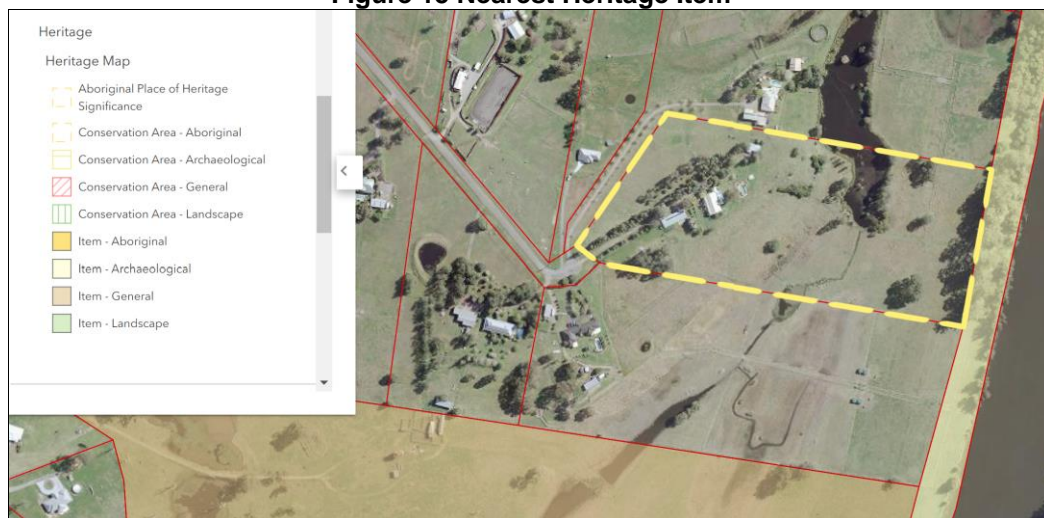 Figure 15 Nearest Heritage Item
Heritage
Heritage Map
Aboriginal Place of Heritage
Significance
Conservation Area - Aboriginal
Conservation Area - Archaeological
Conservation Area - General
Conservation Area - Landscape
Item - Aboriginal
Item - Archaeological
Item - General
Item - Landscape